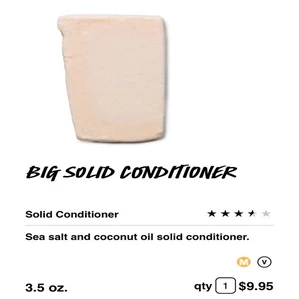 BIG SOLID CONDITIONER
Solid Conditioner
Sea salt and coconut oil solid conditioner.
M V
3.5 oz. qty 1 $9.95